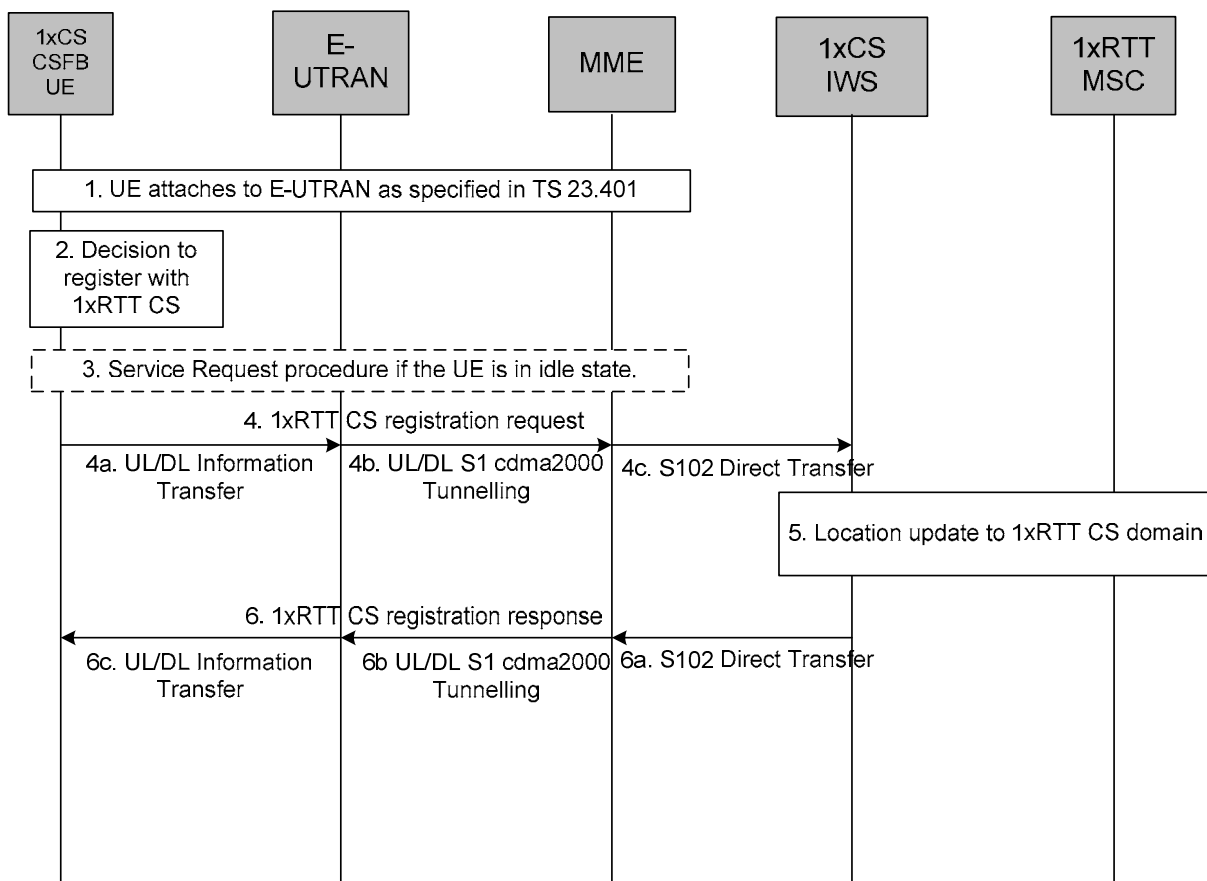 1xCS
CSFB
UE
E-
UTRAN
MME
1xCS
IWS
1xRTT
MSC
1. UE attaches to E-UTRAN as specified in TS 23.401
2. Decision to
register with
1xRTT CS
3. Service Request procedure if the UE is in idle state.
4. 1xRTT CS registration request
4a. UL/DL Information
Transfer
4b. UL/DL S1 cdma2000
Tunnelling
4c. S102 Direct Transfer
5. Location update to 1xRTT CS domain
6. 1xRTT CS registration response
6c. UL/DL Information
Transfer
6b UL/DL S1 cdma2000
Tunnelling
6a. S102 Direct Transfer